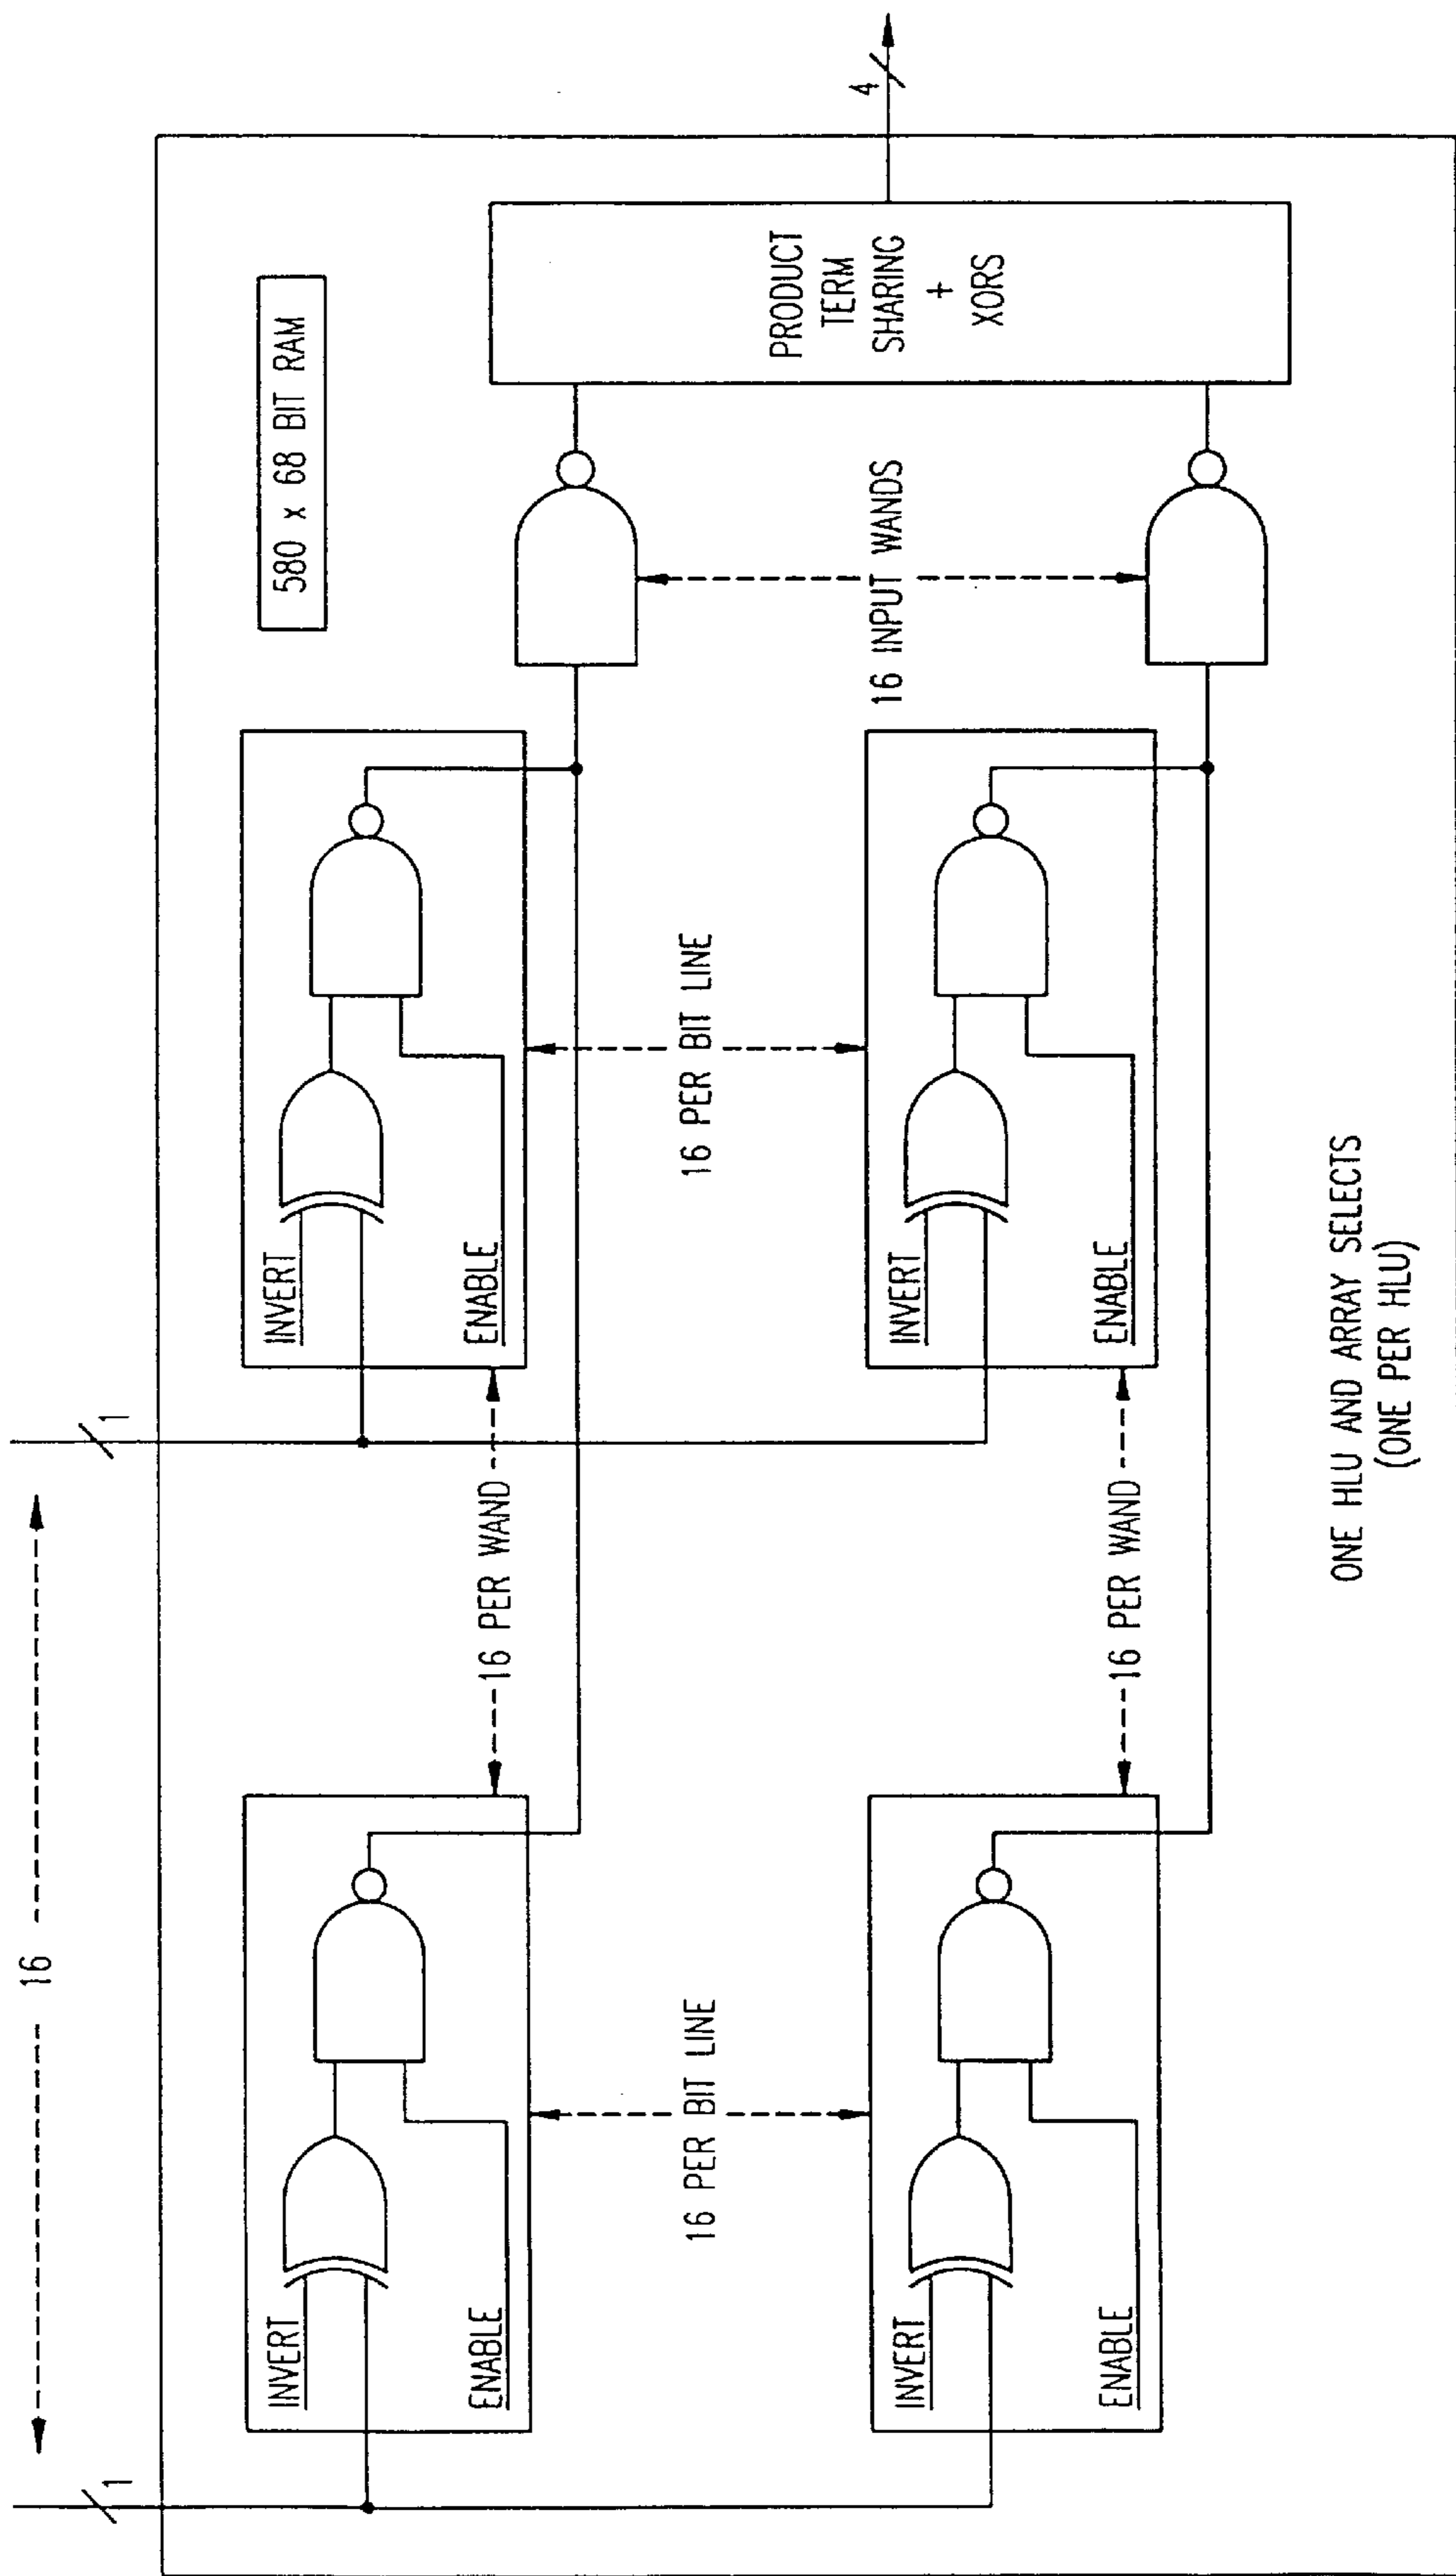 16
1
1
580 x 68 BIT RAM
INVERT
ENABLE
INVERT
ENABLE
16 PER WAND
16 PER BIT LINE
16 PER BIT LINE
16 INPUT WANDS
PRODUCT
TERM
SHARING
+
XORS
4
INVERT
ENABLE
INVERT
ENABLE
16 PER WAND
ONE HLU AND ARRAY SELECTS
(ONE PER HLU)